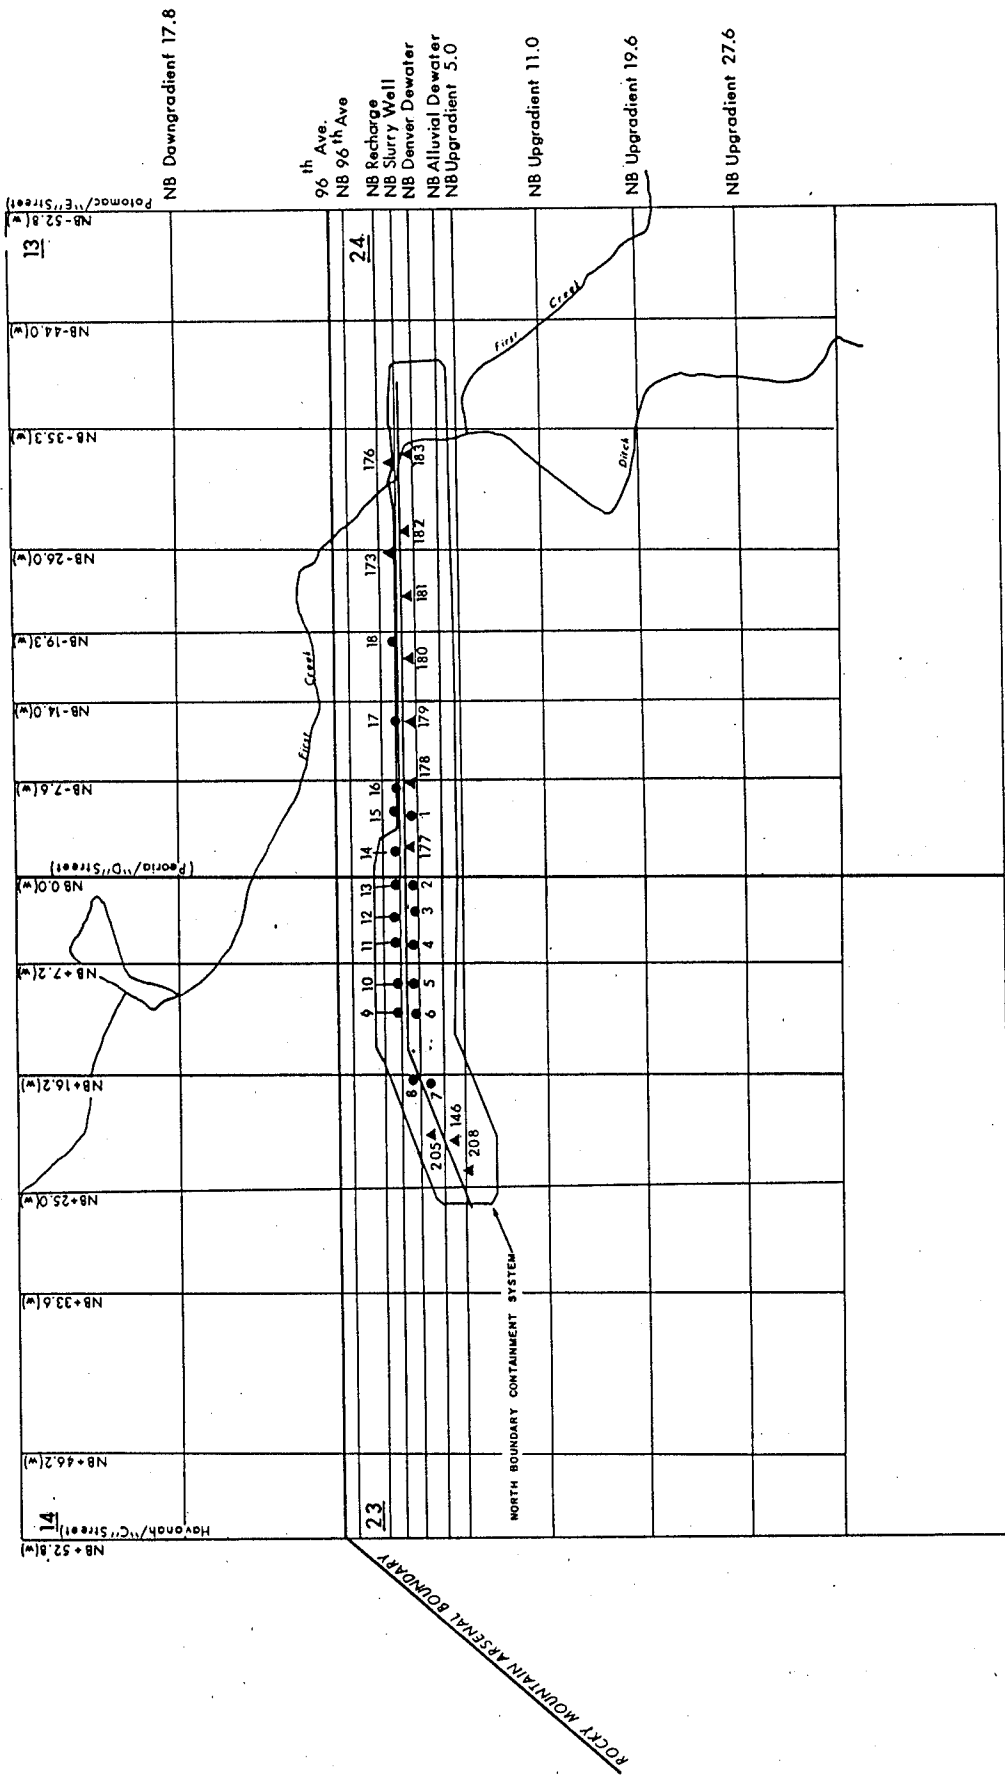 NB Dawngradient 17.8
96th Ave.
NB 96th Ave
NB Recharge
NB Slurry Well
NB Denver Dewater
NB Alluvial Dewater
NB Upgradient 5.0
NB Upgradient 11.0
NB Upgradient 19.6
NB Upgradient 27.6
Potomac/"E"Street)
NB-52.8(w)
NB-44.0(w)
NB-35.3(w)
NB-26.0(w)
NB-19.3(w)
NB-14.0(w)
NB-7.6(w)
(Peoria/"D"Street)
NB 0.0(w)
NB+7.2(w)
NB+16.2(w)
NB+25.0(w)
NB+33.6(w)
NB+46.2(w)
Havanah/"C"Street)
NB+52.8(w)
13
24
14
23
First Creek
Ditch
First Creek
176
173
18
17
16
15
14
13
12
11
10
9
183
182
181
180
179
178
1
177
2
3
4
5
6
8
7
205
146
208
NORTH BOUNDARY CONTAINMENT SYSTEM
ROCKY MOUNTAIN ARSENAL BOUNDARY